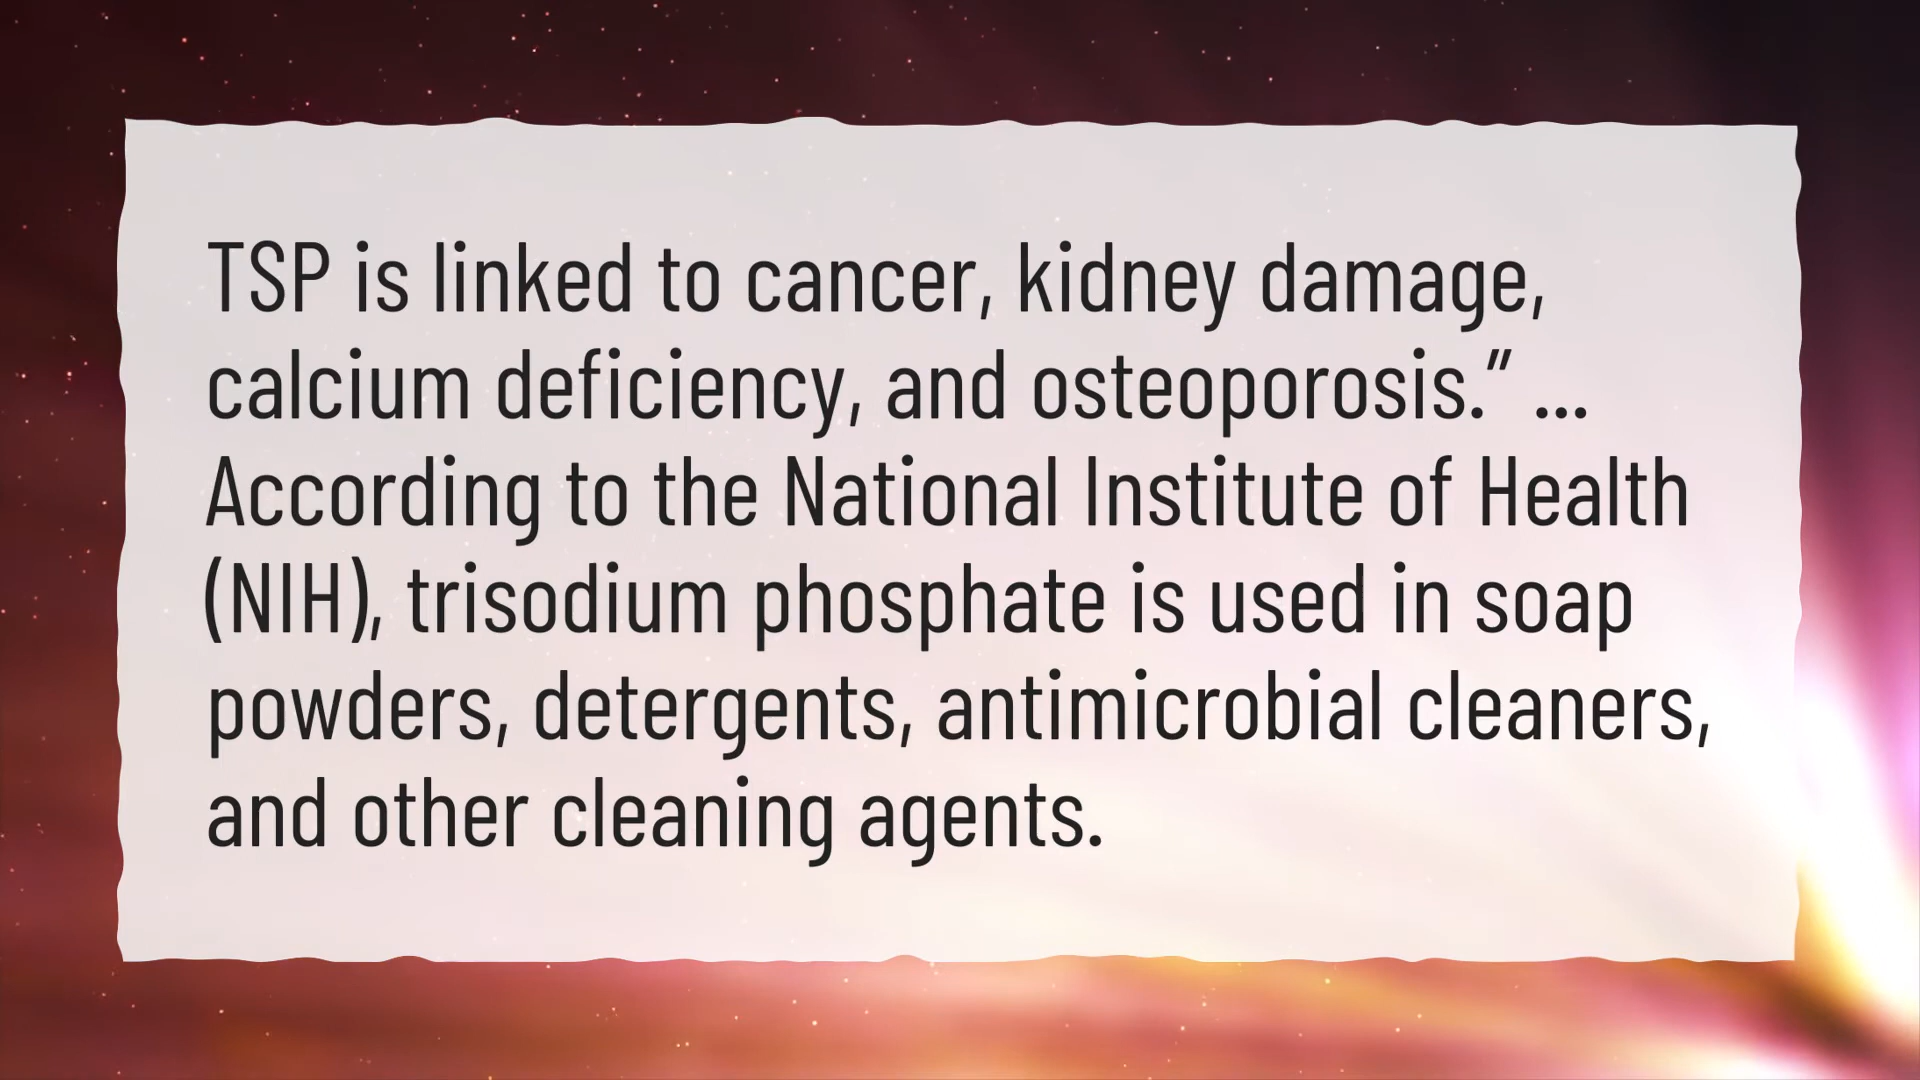 TSP is linked to cancer, kidney damage,
calcium deficiency, and osteoporosis.” ...
According to the National Institute of Health
(NIH), trisodium phosphate is used in soap
powders, detergents, antimicrobial cleaners,
and other cleaning agents.